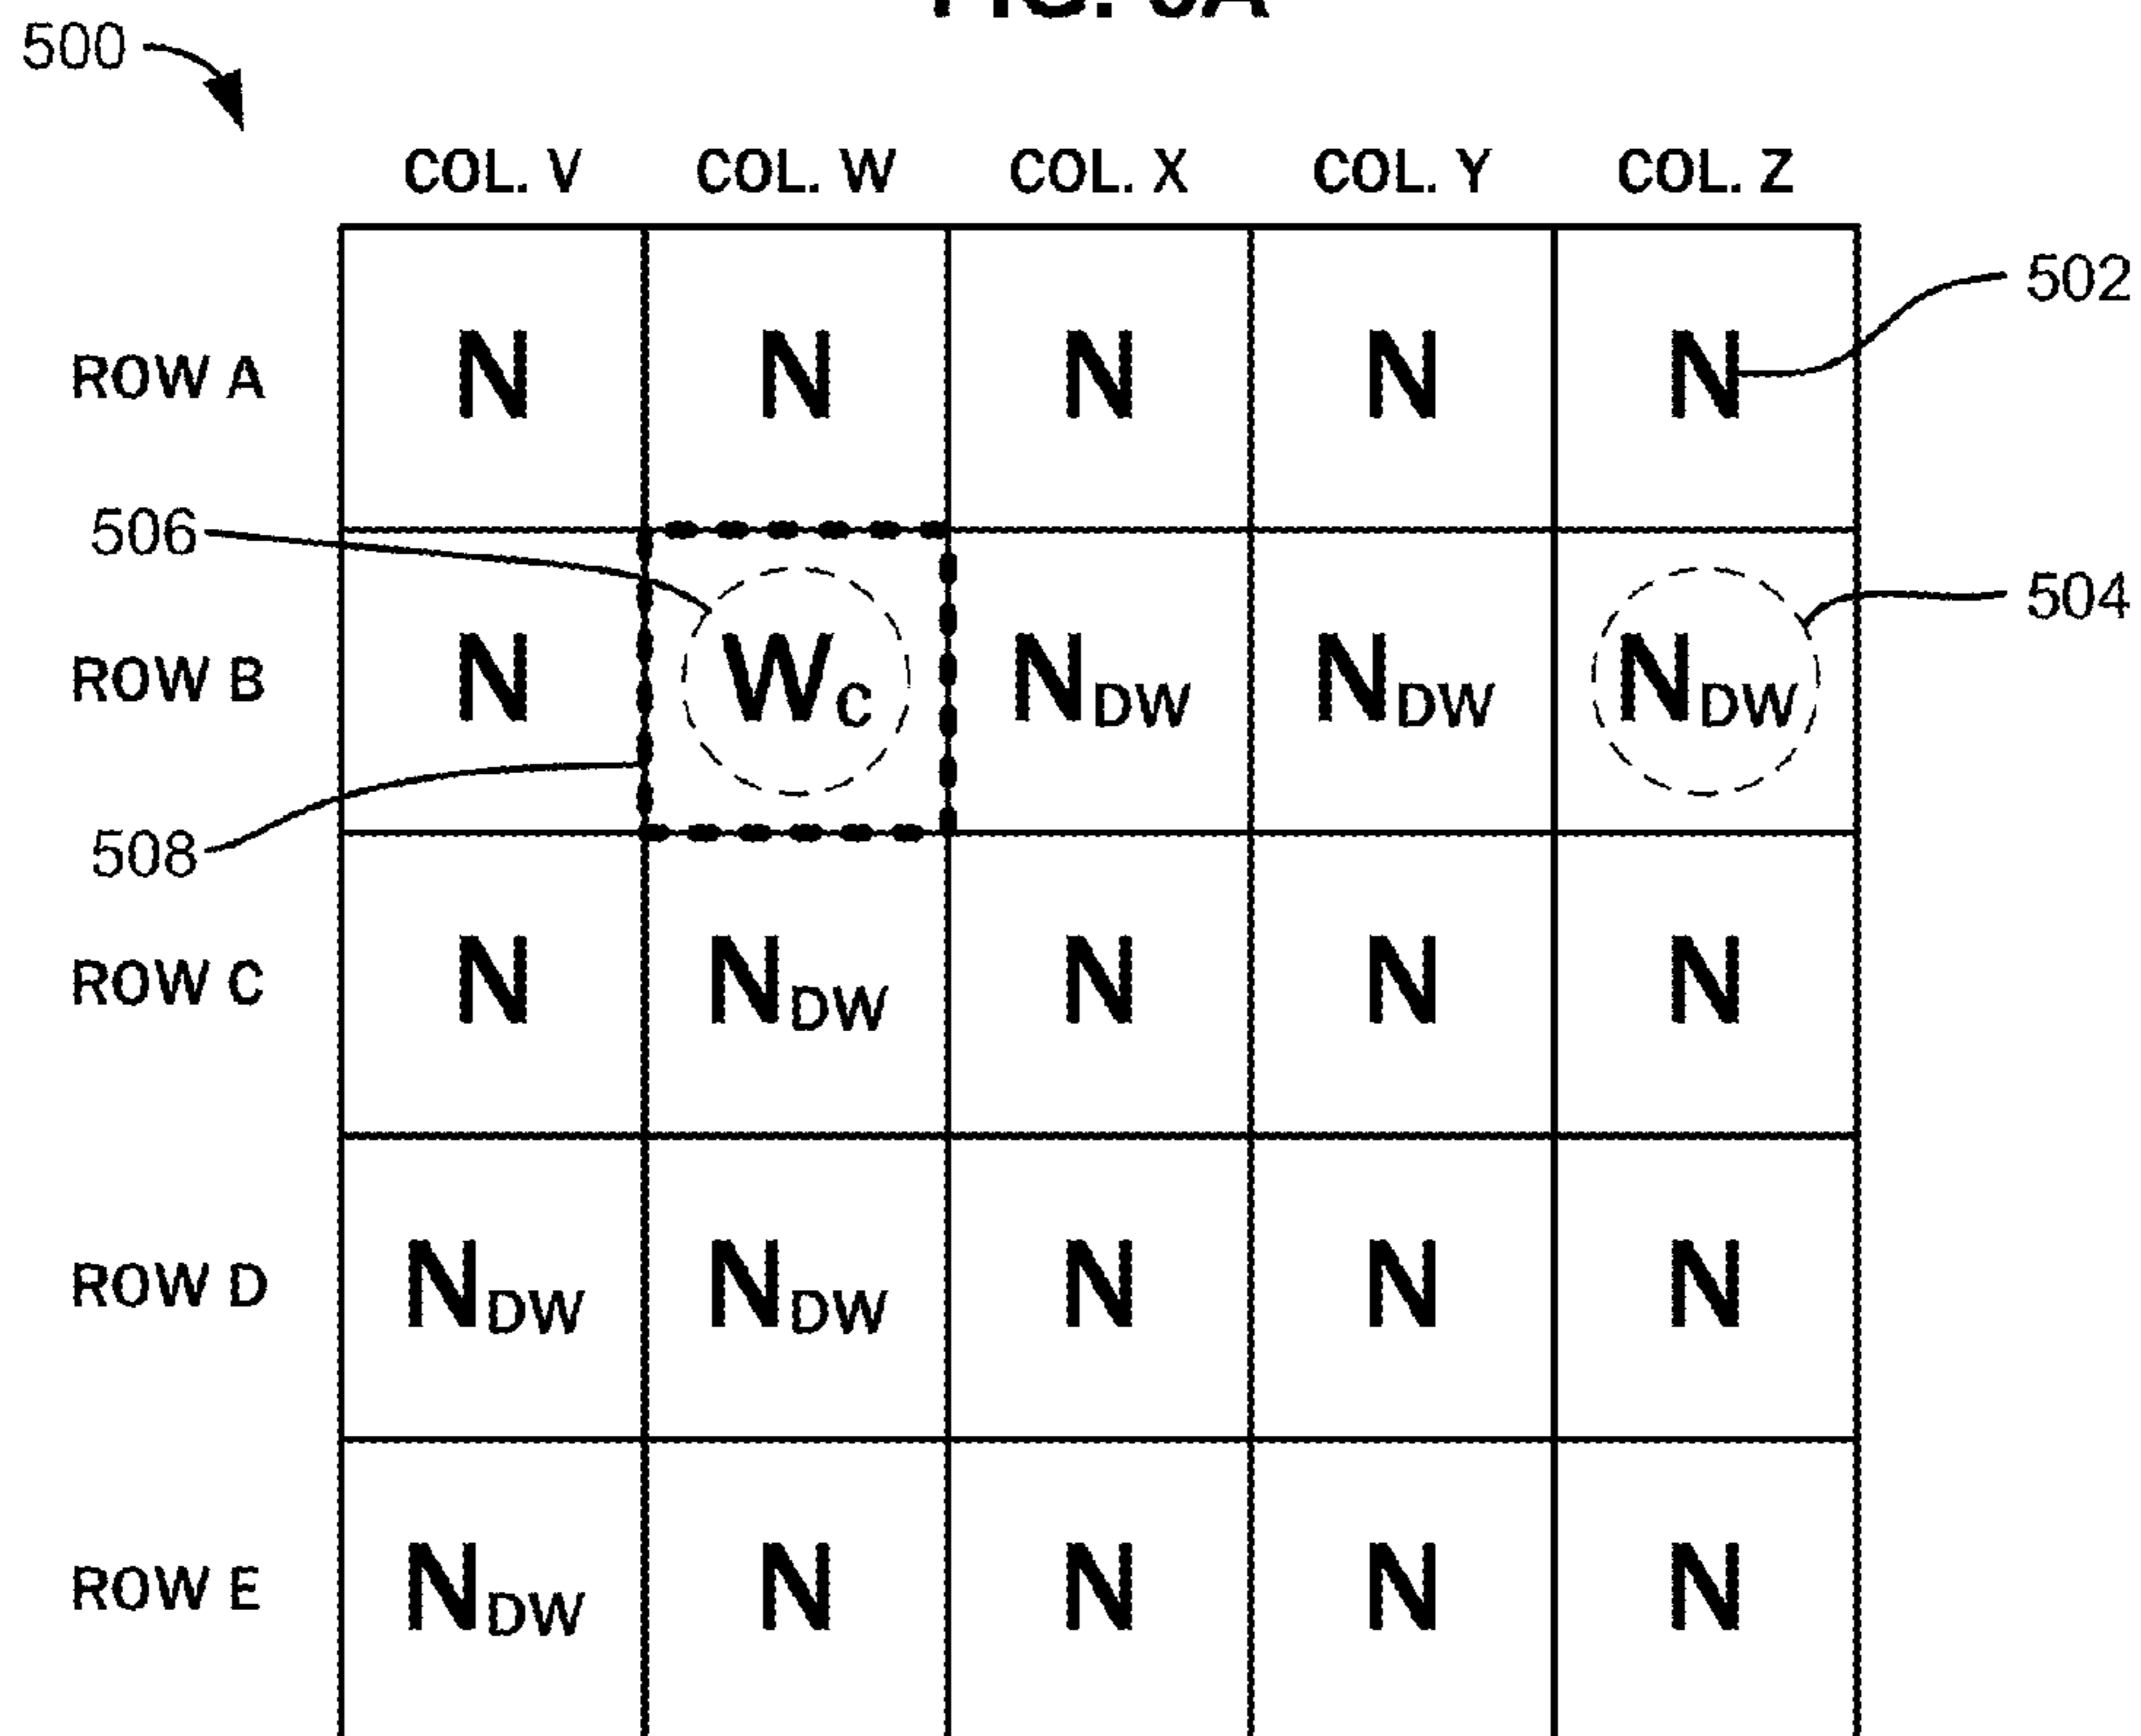 500
COL. V COL. W COL. X COL. Y COL. Z
502
ROW A N N N N N
506
504
ROW B N WC NDW NDW NDW
508
ROW C N NDW N N N
ROW D NDW NDW N N N
ROW E NDW N N N N